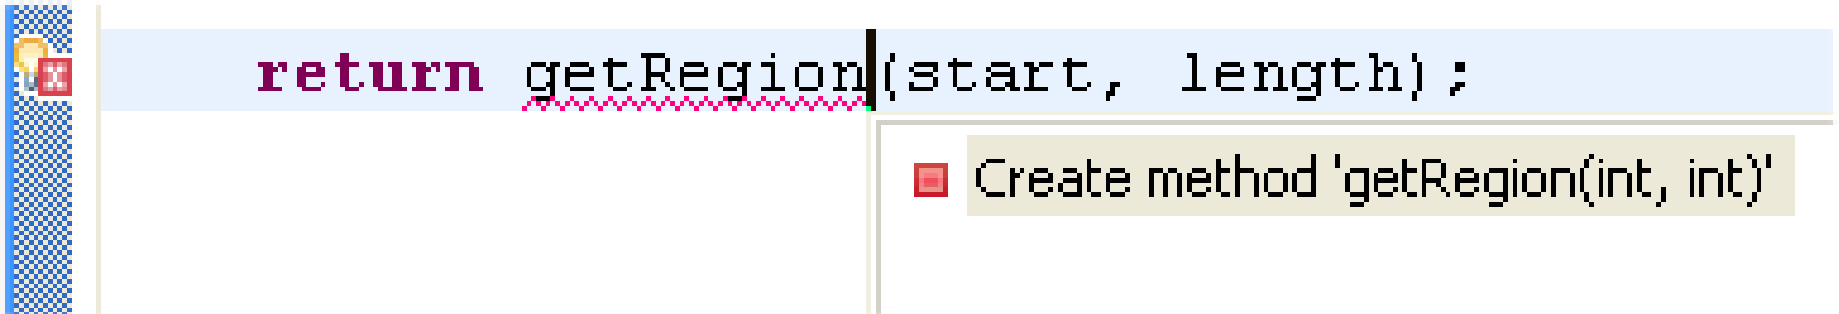 return getRegion(start, length);
Create method 'getRegion(int, int)'